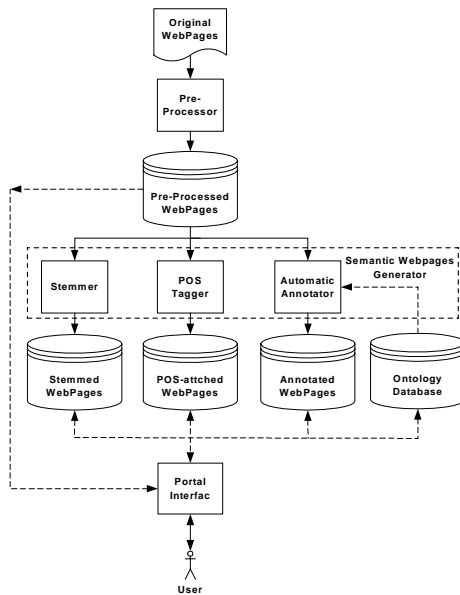 Original
WebPages
Pre-
Processor
Pre-Processed
WebPages
Semantic Webpages
Generator
Stemmer
POS
Tagger
Automatic
Annotator
Stemmed
WebPages
POS-attched
WebPages
Annotated
WebPages
Ontology
Database
Portal
Interfac
User